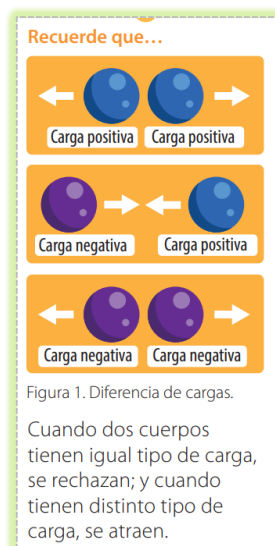 Recuerde que...
Carga positiva Carga positiva
Carga negativa Carga positiva
Carga negativa Carga negativa
Figura 1. Diferencia de cargas.
Cuando dos cuerpos
tienen igual tipo de carga,
se rechazan; y cuando
tienen distinto tipo de
carga, se atraen.